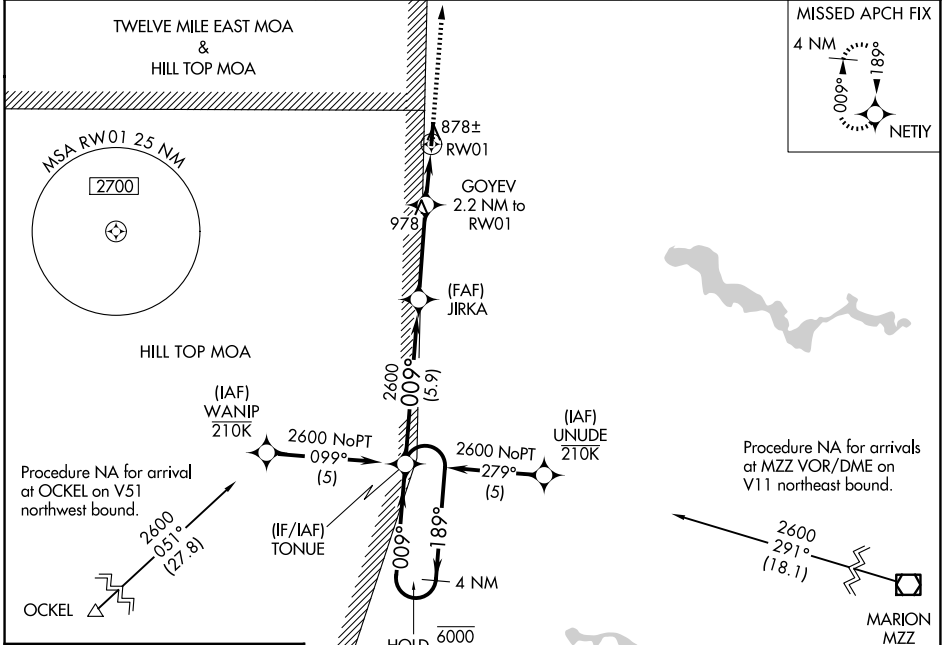 TWELVE MILE EAST MOA
&
HILL TOP MOA
MISSED APCH FIX
4 NM
009°
189°
NETIY
MSA RW01 25 NM
2700
878±
RW01
GOYEV
2.2 NM to
RW01
978
(FAF)
JIRKA
HILL TOP MOA
2600
009°
(5.9)
(IAF)
WANIP
210K
2600 NoPT
099°
(5)
2600 NoPT
279°
(5)
(IAF)
UNUDE
210K
Procedure NA for arrival
at OCKEL on V51
northwest bound.
2600
051°
(27.8)
OCKEL
(IF/IAF)
TONUE
009°
189°
4 NM
HOLD 6000
Procedure NA for arrivals
at MZZ VOR/DME on
V11 northeast bound.
2600
291°
(18.1)
MARION
MZZ